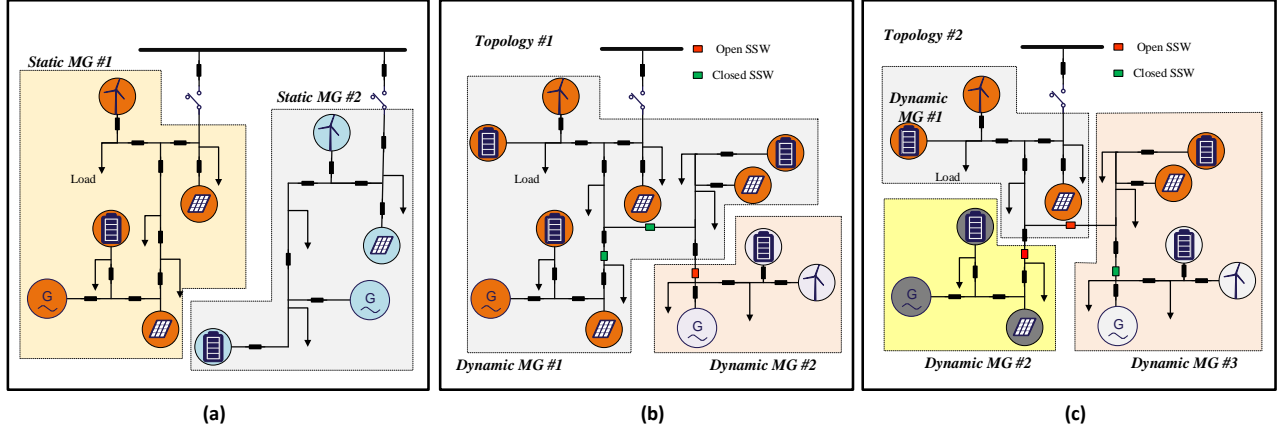 Static MG #1
Static MG #2
Load
G
G
(a)
Topology #1
Open SSW
Closed SSW
Load
G
G
Dynamic MG #1
Dynamic MG #2
(b)
Topology #2
Open SSW
Closed SSW
Dynamic
MG #1
Load
G
G
Dynamic MG #2
Dynamic MG #3
(c)